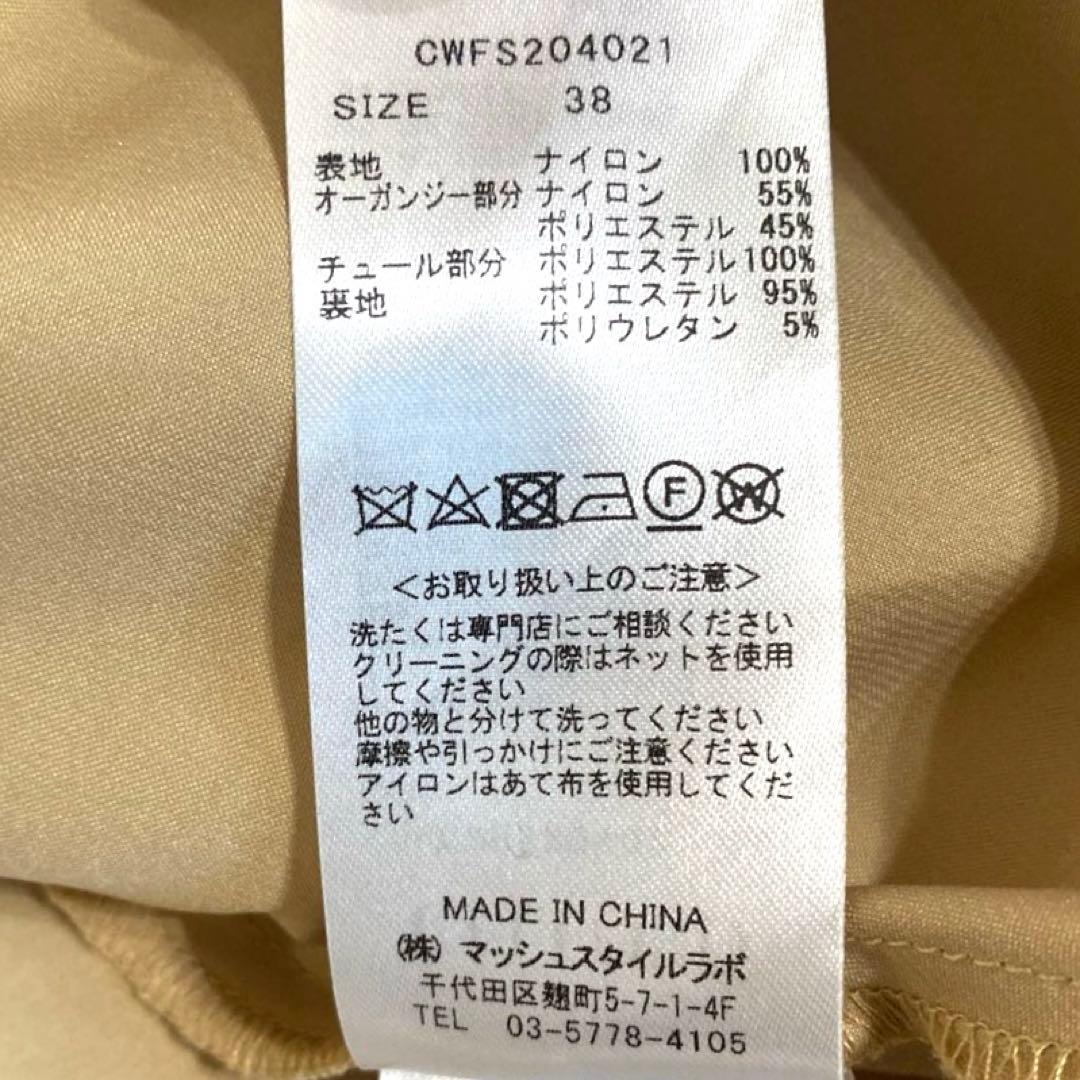 CWFS204021
SIZE 38
表地 ナイロン 100%
オーガンジー部分 ナイロン 55%
ポリエステル 45%
チュール部分 ポリエステル 100%
裏地 ポリエステル 95%
ポリウレタン 5%
F
W
<お取り扱い上のご注意>
洗たくは専門店にご相談ください
クリーニングの際はネットを使用
してください
他の物と分けて洗ってください
摩擦や引っかけにご注意ください
アイロンはあて布を使用してくだ
さい
MADE IN CHINA
(株) マッシュスタイルラボ
千代田区麹町5-7-1-4F
TEL 03-5778-4105